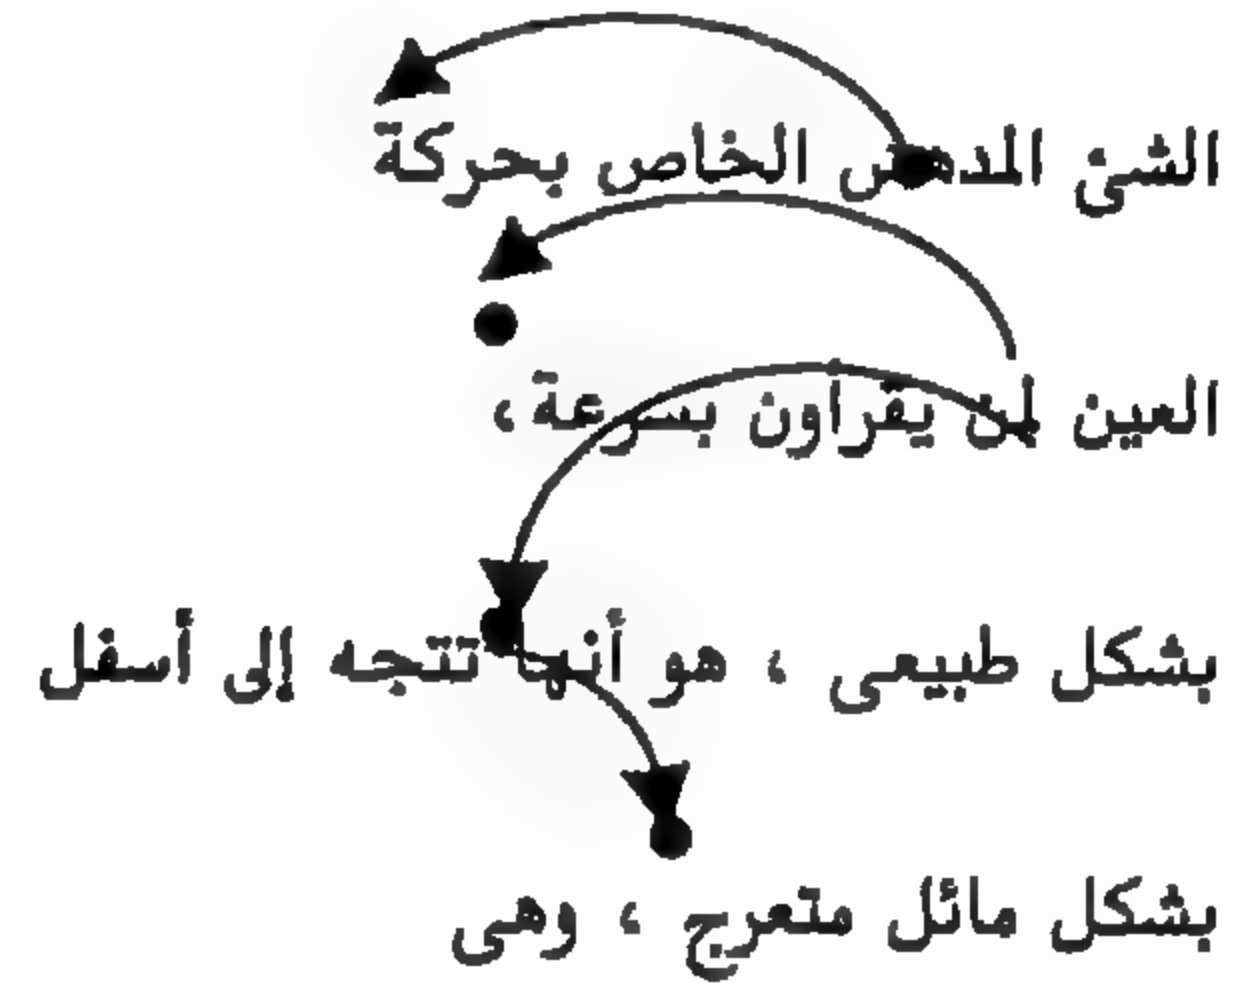 الشئ المدهش الخاص بحركة
العين لمن يقرأون بسرعة ،
بشكل طبيعى ، هو أنها تتجه إلى أسفل
بشكل مائل متعرج ، وهى